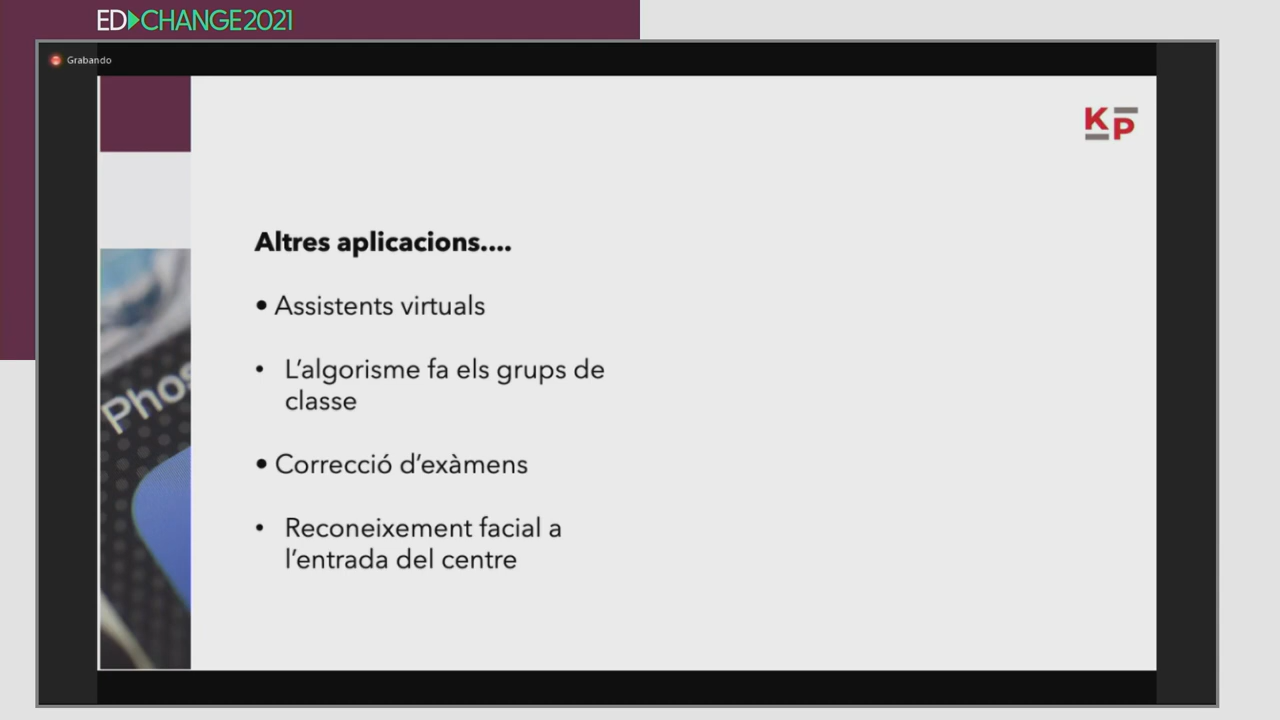 ED▶CHANGE2021
Grabando
KP
Altres aplicacions....
• Assistents virtuals
• L'algorisme fa els grups de
classe
• Correcció d'exàmens
• Reconeixement facial a
l'entrada del centre
Phos